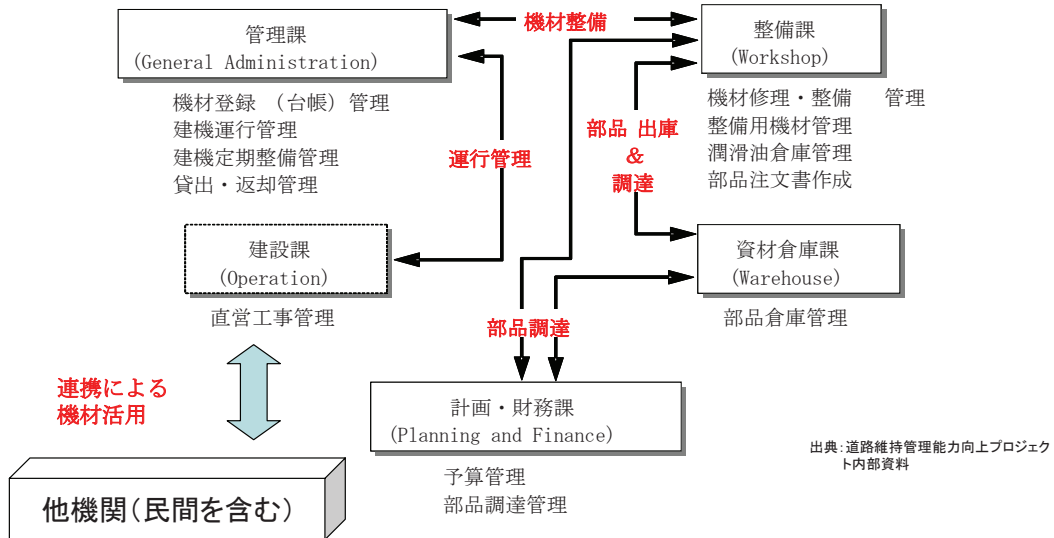 機材整備
管理課
(General Administration)
機材登録 （台帳）管理
建機運行管理
建機定期整備管理
貸出・返却管理
整備課
(Workshop)
機材修理・整備 管理
整備用機材管理
潤滑油倉庫管理
部品注文書作成
部品 出庫
&
調達
運行管理
建設課
(Operation)
直営工事管理
資材倉庫課
(Warehouse)
部品倉庫管理
部品調達
連携による
機材活用
計画・財務課
(Planning and Finance)
予算管理
部品調達管理
他機関(民間を含む)
出典:道路維持管理能力向上プロジェク
ト内部資料